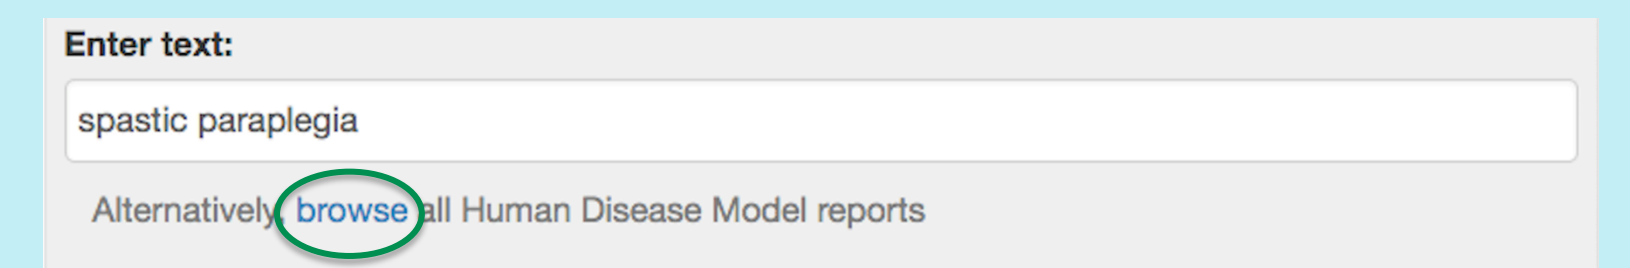 Enter text:
spastic paraplegia
Alternatively, browse all Human Disease Model reports